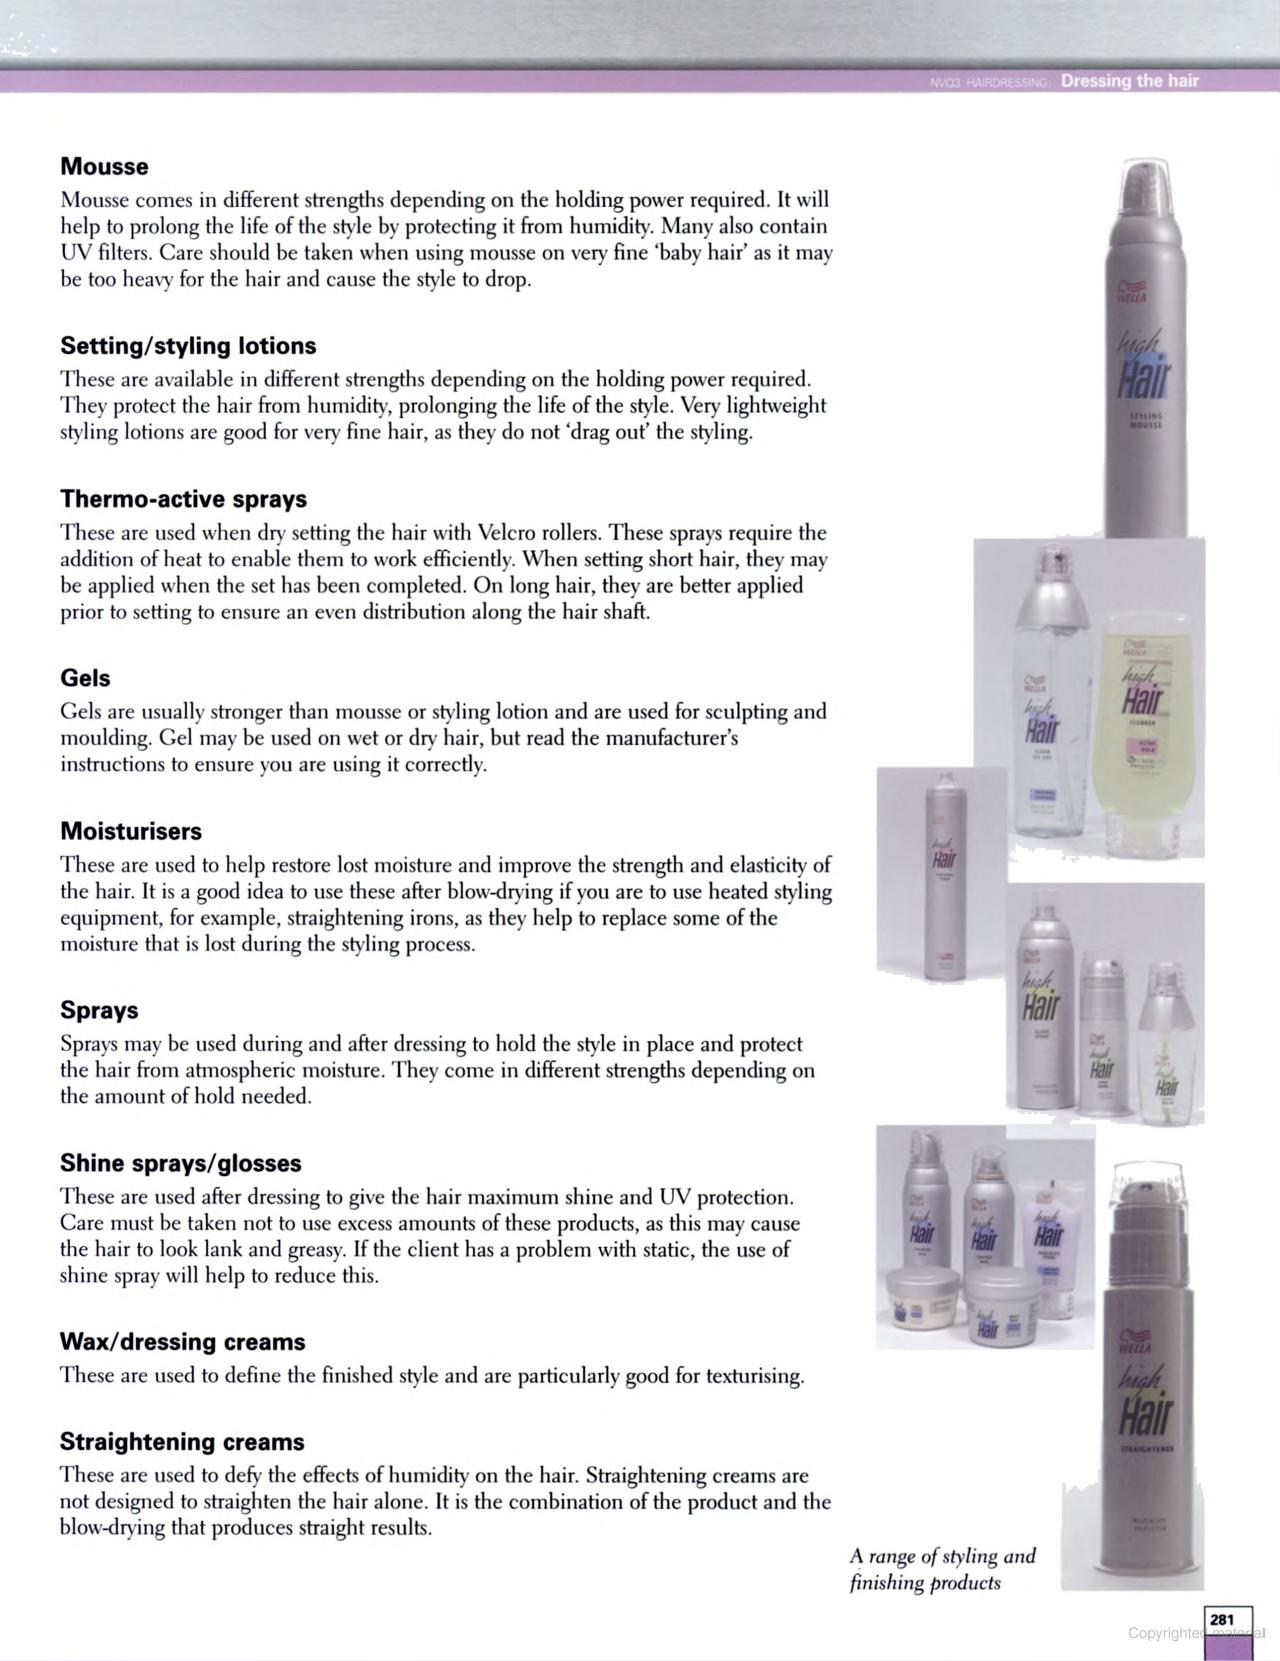 NVQ3 HAIRDRESSING: Dressing the hair
Mousse
Mousse comes in different strengths depending on the holding power required. It will
help to prolong the life of the style by protecting it from humidity. Many also contain
UV filters. Care should be taken when using mousse on very fine ‘baby hair’ as it may
be too heavy for the hair and cause the style to drop.
Setting/styling lotions
These are available in different strengths depending on the holding power required.
They protect the hair from humidity, prolonging the life of the style. Very lightweight
styling lotions are good for very fine hair, as they do not ‘drag out’ the styling.
Thermo-active sprays
These are used when dry setting the hair with Velcro rollers. These sprays require the
addition of heat to enable them to work efficiently. When setting short hair, they may
be applied when the set has been completed. On long hair, they are better applied
prior to setting to ensure an even distribution along the hair shaft.
Gels
Gels are usually stronger than mousse or styling lotion and are used for sculpting and
moulding. Gel may be used on wet or dry hair, but read the manufacturer’s
instructions to ensure you are using it correctly.
Moisturisers
These are used to help restore lost moisture and improve the strength and elasticity of
the hair. It is a good idea to use these after blow-drying if you are to use heated styling
equipment, for example, straightening irons, as they help to replace some of the
moisture that is lost during the styling process.
Sprays
Sprays may be used during and after dressing to hold the style in place and protect
the hair from atmospheric moisture. They come in different strengths depending on
the amount of hold needed.
Shine sprays/glosses
These are used after dressing to give the hair maximum shine and UV protection.
Care must be taken not to use excess amounts of these products, as this may cause
the hair to look lank and greasy. If the client has a problem with static, the use of
shine spray will help to reduce this.
Wax/dressing creams
These are used to define the finished style and are particularly good for texturising.
Straightening creams
These are used to defy the effects of humidity on the hair. Straightening creams are
not designed to straighten the hair alone. It is the combination of the product and the
blow-drying that produces straight results.
WELLA
high
Hair
STYLING
MOUSSE
WELLA
high
Hair
WELLA
high
Hair
ULTRA
HOLD
high
Hair
WELLA
high
Hair
WELLA
high
Hair
high
Hair
high
Hair
high
Hair
high
Hair
high
Hair
WELLA
high
Hair
STRAIGHTENER
A range of styling and
finishing products
281
Copyrighted material